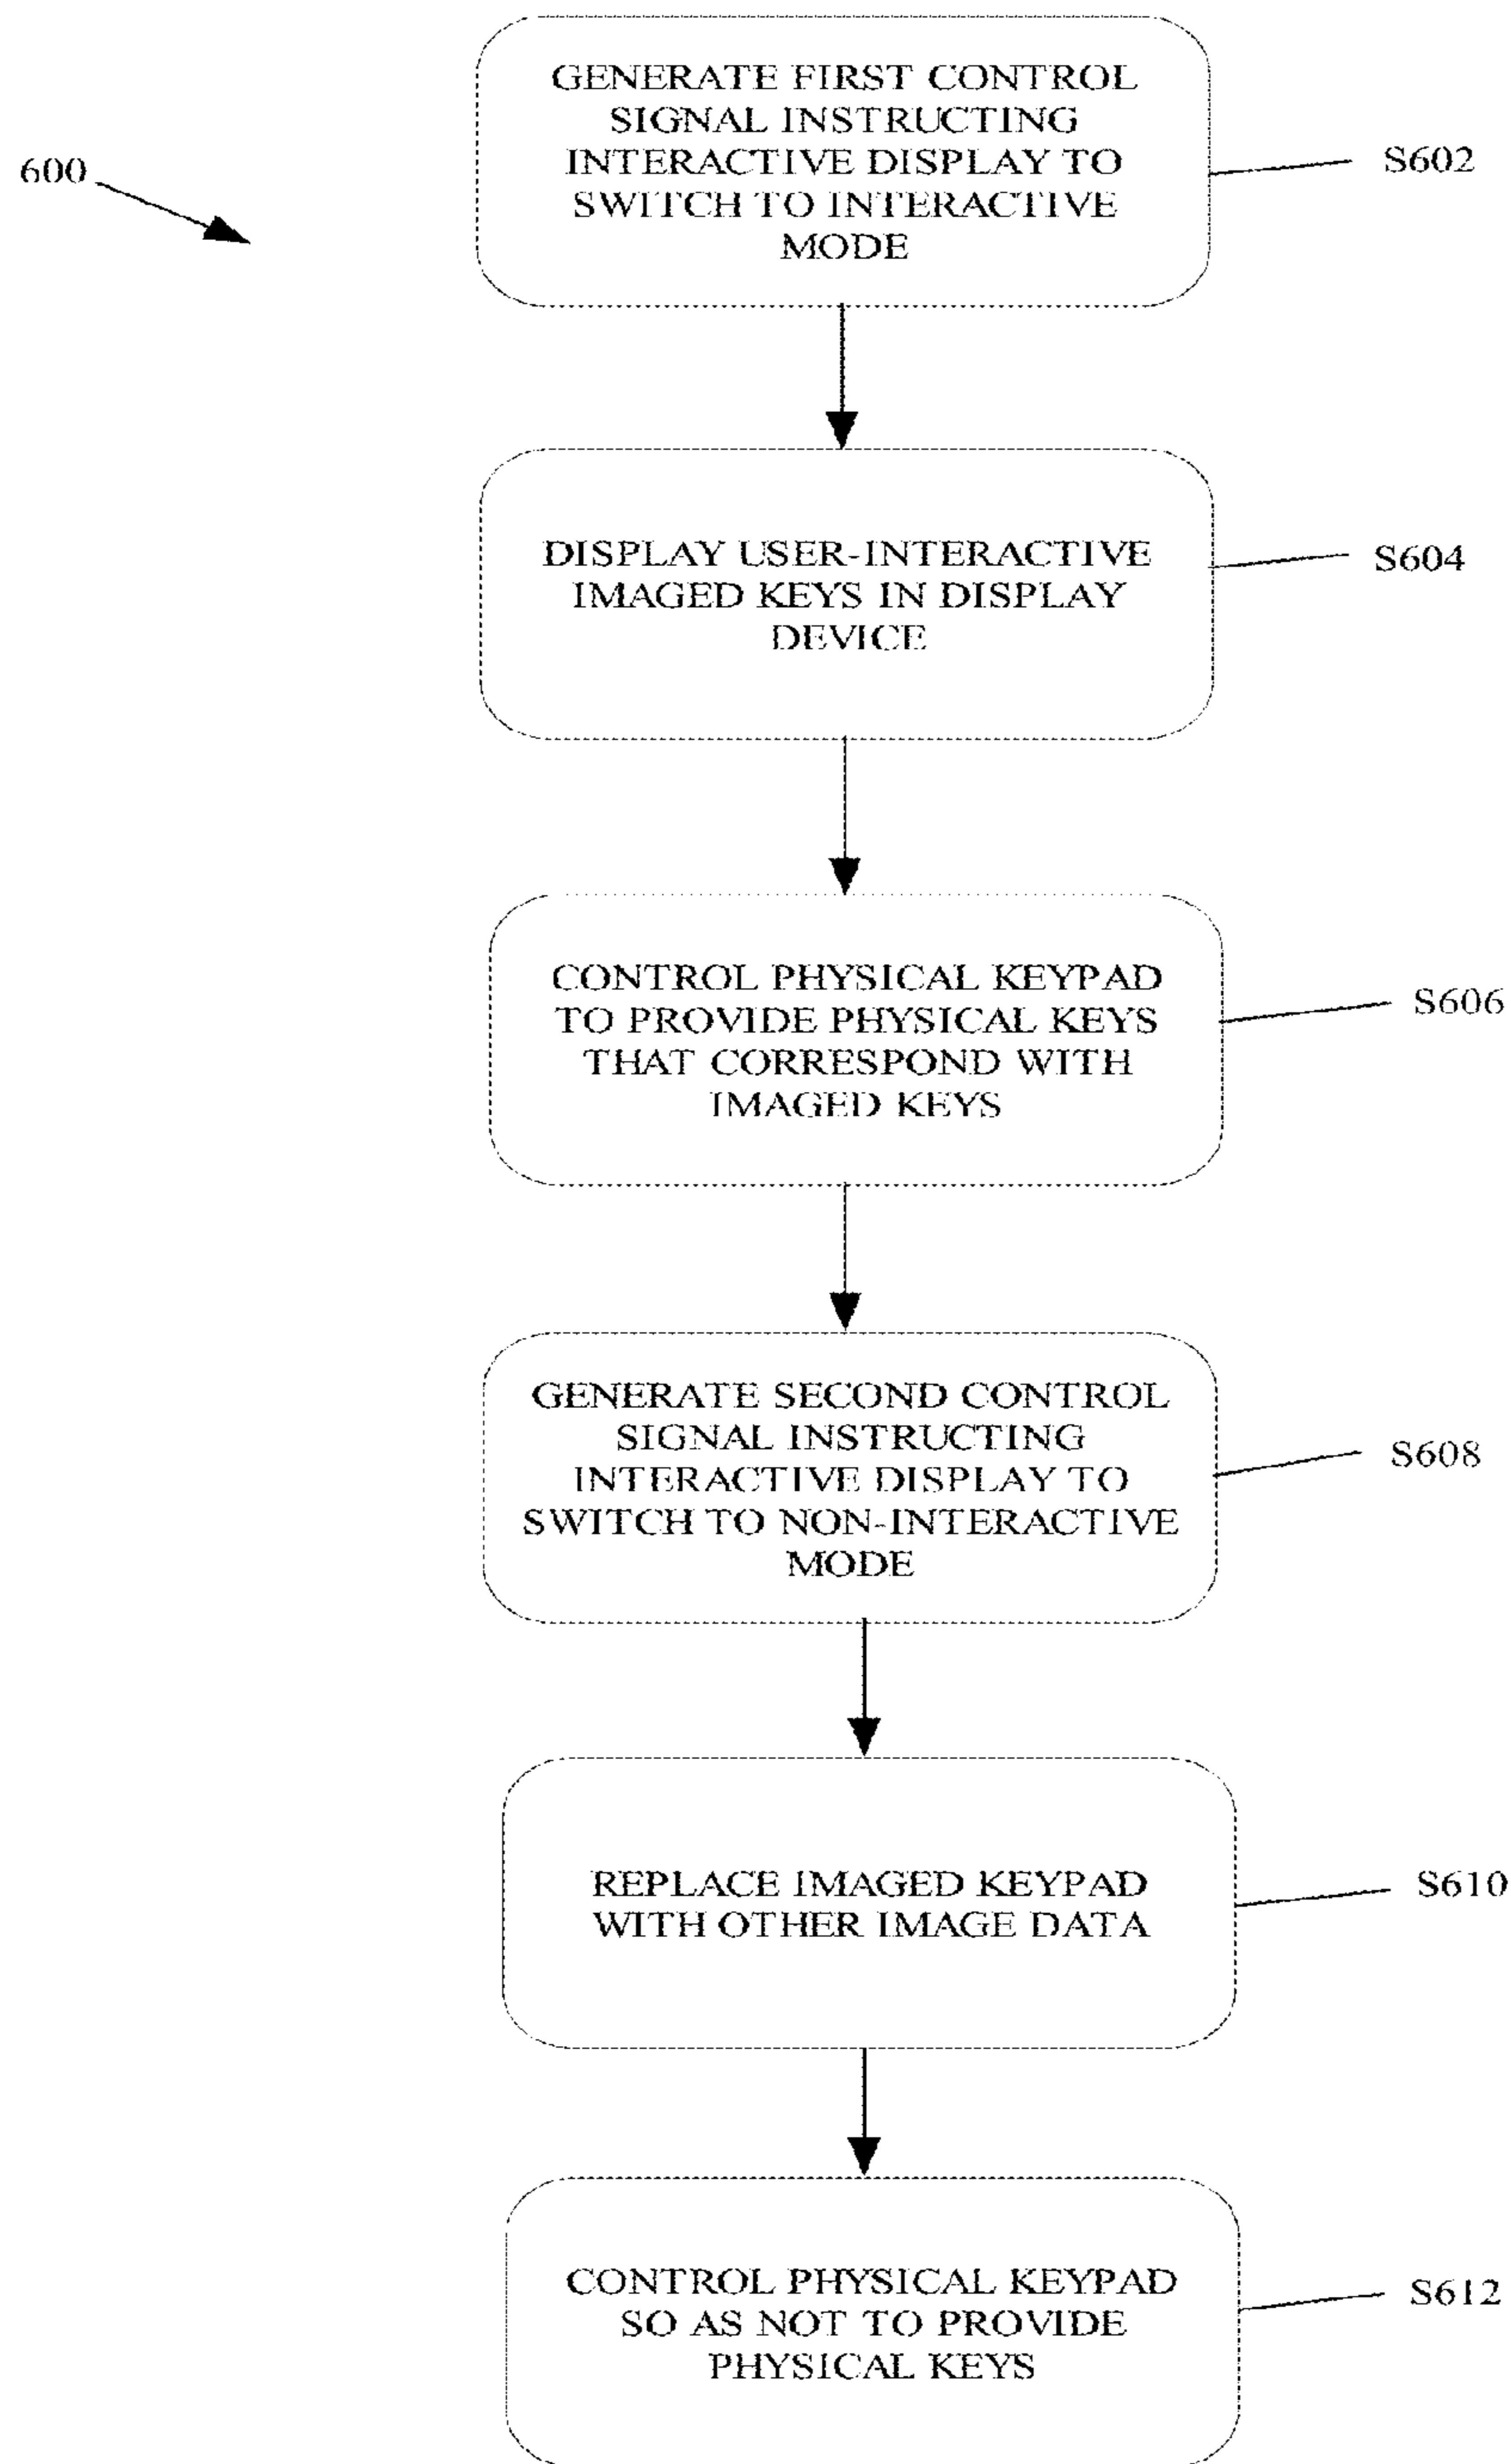 600
GENERATE FIRST CONTROL
SIGNAL INSTRUCTING
INTERACTIVE DISPLAY TO
SWITCH TO INTERACTIVE
MODE
S602
DISPLAY USER-INTERACTIVE
IMAGED KEYS IN DISPLAY
DEVICE
S604
CONTROL PHYSICAL KEYPAD
TO PROVIDE PHYSICAL KEYS
THAT CORRESPOND WITH
IMAGED KEYS
S606
GENERATE SECOND CONTROL
SIGNAL INSTRUCTING
INTERACTIVE DISPLAY TO
SWITCH TO NON-INTERACTIVE
MODE
S608
REPLACE IMAGED KEYPAD
WITH OTHER IMAGE DATA
S610
CONTROL PHYSICAL KEYPAD
SO AS NOT TO PROVIDE
PHYSICAL KEYS
S612